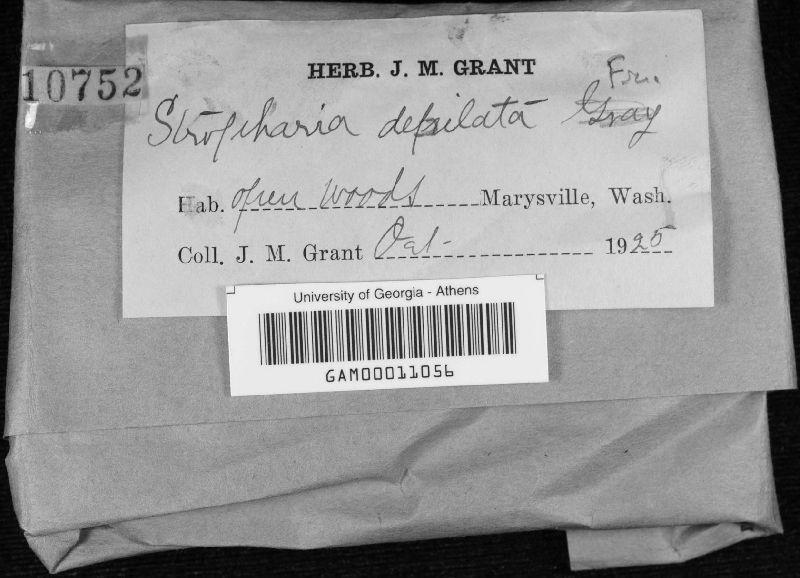 10752
HERB. J. M. GRANT
Fru.
Stropharia depilata Gray
Hab. open woods Marysville, Wash.
Coll. J. M. Grant Oct- 1925
University of Georgia - Athens
GAM00011056